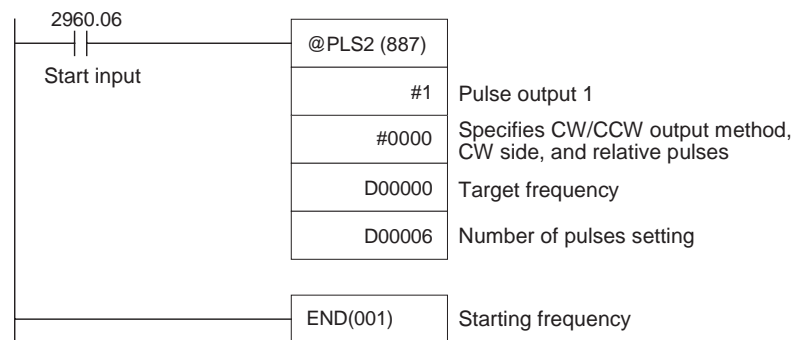 2960.06
Start input
@PLS2 (887)
#1 Pulse output 1
#0000 Specifies CW/CCW output method,
CW side, and relative pulses
D00000 Target frequency
D00006 Number of pulses setting
END(001) Starting frequency